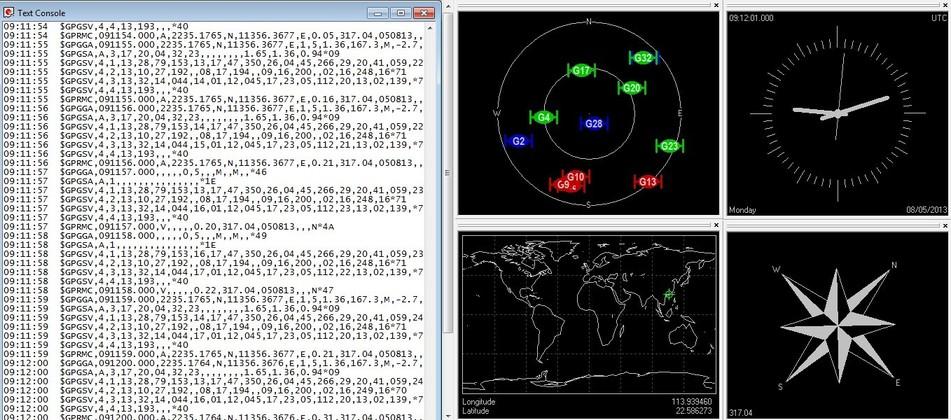 Text Console
09:11:54 $GPGSV,4,4,13,193,,,*40
09:11:54 $GPRMC,091154.000,A,2235.1765,N,11356.3677,E,0.05,317.04,050813,,
09:11:55 $GPGGA,091155.000,2235.1765,N,11356.3677,E,1,5,1.36,167.3,M,-2.7,
09:11:55 $GPGSA,A,3,17,20,04,32,23,,,,,,,,1.65,1.36,0.94*09
09:11:55 $GPGSV,4,1,13,28,79,153,13,17,47,350,26,04,45,266,29,20,41,059,22
09:11:55 $GPGSV,4,2,13,10,27,192,,08,17,194,,09,16,200,,02,16,248,16*71
09:11:55 $GPGSV,4,3,13,32,14,044,14,01,12,045,17,23,05,112,20,13,02,139,*7
09:11:55 $GPGSV,4,4,13,193,,,*40
09:11:55 $GPRMC,091155.000,A,2235.1765,N,11356.3677,E,0.16,317.04,050813,,
09:11:56 $GPGGA,091156.000,2235.1765,N,11356.3676,E,1,5,1.36,167.3,M,-2.7,
09:11:56 $GPGSA,A,3,17,20,04,32,23,,,,,,,,1.65,1.36,0.94*09
09:11:56 $GPGSV,4,1,13,28,79,153,14,17,47,350,26,04,45,266,29,20,41,059,23
09:11:56 $GPGSV,4,2,13,10,27,192,,08,17,194,,09,16,200,,02,16,248,16*71
09:11:56 $GPGSV,4,3,13,32,14,044,15,01,12,045,17,23,05,112,21,13,02,139,*7
09:11:56 $GPGSV,4,4,13,193,,,*40
09:11:56 $GPRMC,091156.000,A,2235.1765,N,11356.3676,E,0.21,317.04,050813,,
09:11:57 $GPGGA,091157.000,,,,,0,5,,,M,,M,,*46
09:11:57 $GPGSA,A,1,,,,,,,,,,,,,,,*1E
09:11:57 $GPGSV,4,1,13,28,79,153,13,17,47,350,26,04,45,266,29,20,41,059,23
09:11:57 $GPGSV,4,2,13,10,27,192,,08,17,194,,09,16,200,,02,16,248,16*71
09:11:57 $GPGSV,4,3,13,32,14,044,16,01,12,045,17,23,05,112,23,13,02,139,*7
09:11:57 $GPGSV,4,4,13,193,,,*40
09:11:57 $GPRMC,091157.000,V,,,,,0.20,317.04,050813,,,N*4A
09:11:58 $GPGGA,091158.000,,,,,0,5,,,M,,M,,*49
09:11:58 $GPGSA,A,1,,,,,,,,,,,,,,,*1E
09:11:58 $GPGSV,4,1,13,28,79,153,16,17,47,350,26,04,45,266,29,20,41,059,23
09:11:58 $GPGSV,4,2,13,10,27,192,,08,17,194,,09,16,200,,02,16,248,16*71
09:11:58 $GPGSV,4,3,13,32,14,044,17,01,12,045,17,23,05,112,22,13,02,139,*7
09:11:58 $GPGSV,4,4,13,193,,,*40
09:11:58 $GPRMC,091158.000,V,,,,,0.22,317.04,050813,,,N*47
09:11:59 $GPGGA,091159.000,2235.1765,N,11356.3676,E,1,5,1.36,167.3,M,-2.7,
09:11:59 $GPGSA,A,3,17,20,04,32,23,,,,,,,,1.65,1.36,0.94*09
09:11:59 $GPGSV,4,1,13,28,79,153,13,17,47,350,26,04,45,266,29,20,41,059,24
09:11:59 $GPGSV,4,2,13,10,27,192,,08,17,194,,09,16,200,,02,16,248,16*71
09:11:59 $GPGSV,4,3,13,32,14,044,17,01,12,045,17,23,05,112,21,13,02,139,*7
09:11:59 $GPGSV,4,4,13,193,,,*40
09:11:59 $GPRMC,091159.000,A,2235.1765,N,11356.3676,E,0.31,317.04,050813,,
09:12:00 $GPGGA,091200.000,2235.1764,N,11356.3676,E,1,5,1.36,167.3,M,-2.7,
09:12:00 $GPGSA,A,3,17,20,04,32,23,,,,,,,,1.65,1.36,0.94*09
09:12:00 $GPGSV,4,1,13,28,79,153,13,17,47,350,26,04,45,266,29,20,41,059,24
09:12:00 $GPGSV,4,2,13,10,27,192,,08,17,194,,09,16,200,,02,16,249,16*70
09:12:00 $GPGSV,4,3,13,32,14,044,17,01,12,045,17,23,05,112,20,13,02,139,*7
09:12:00 $GPGSV,4,4,13,193,,,*40
N
G32
G17
G20
W
G4
G28
E
G2
G23
G10
G9
G13
S
09:12:01.000 UTC
Monday 08/05/2013
Longitude 113.939460
Latitude 22.586273
W
N
S
E
317.04